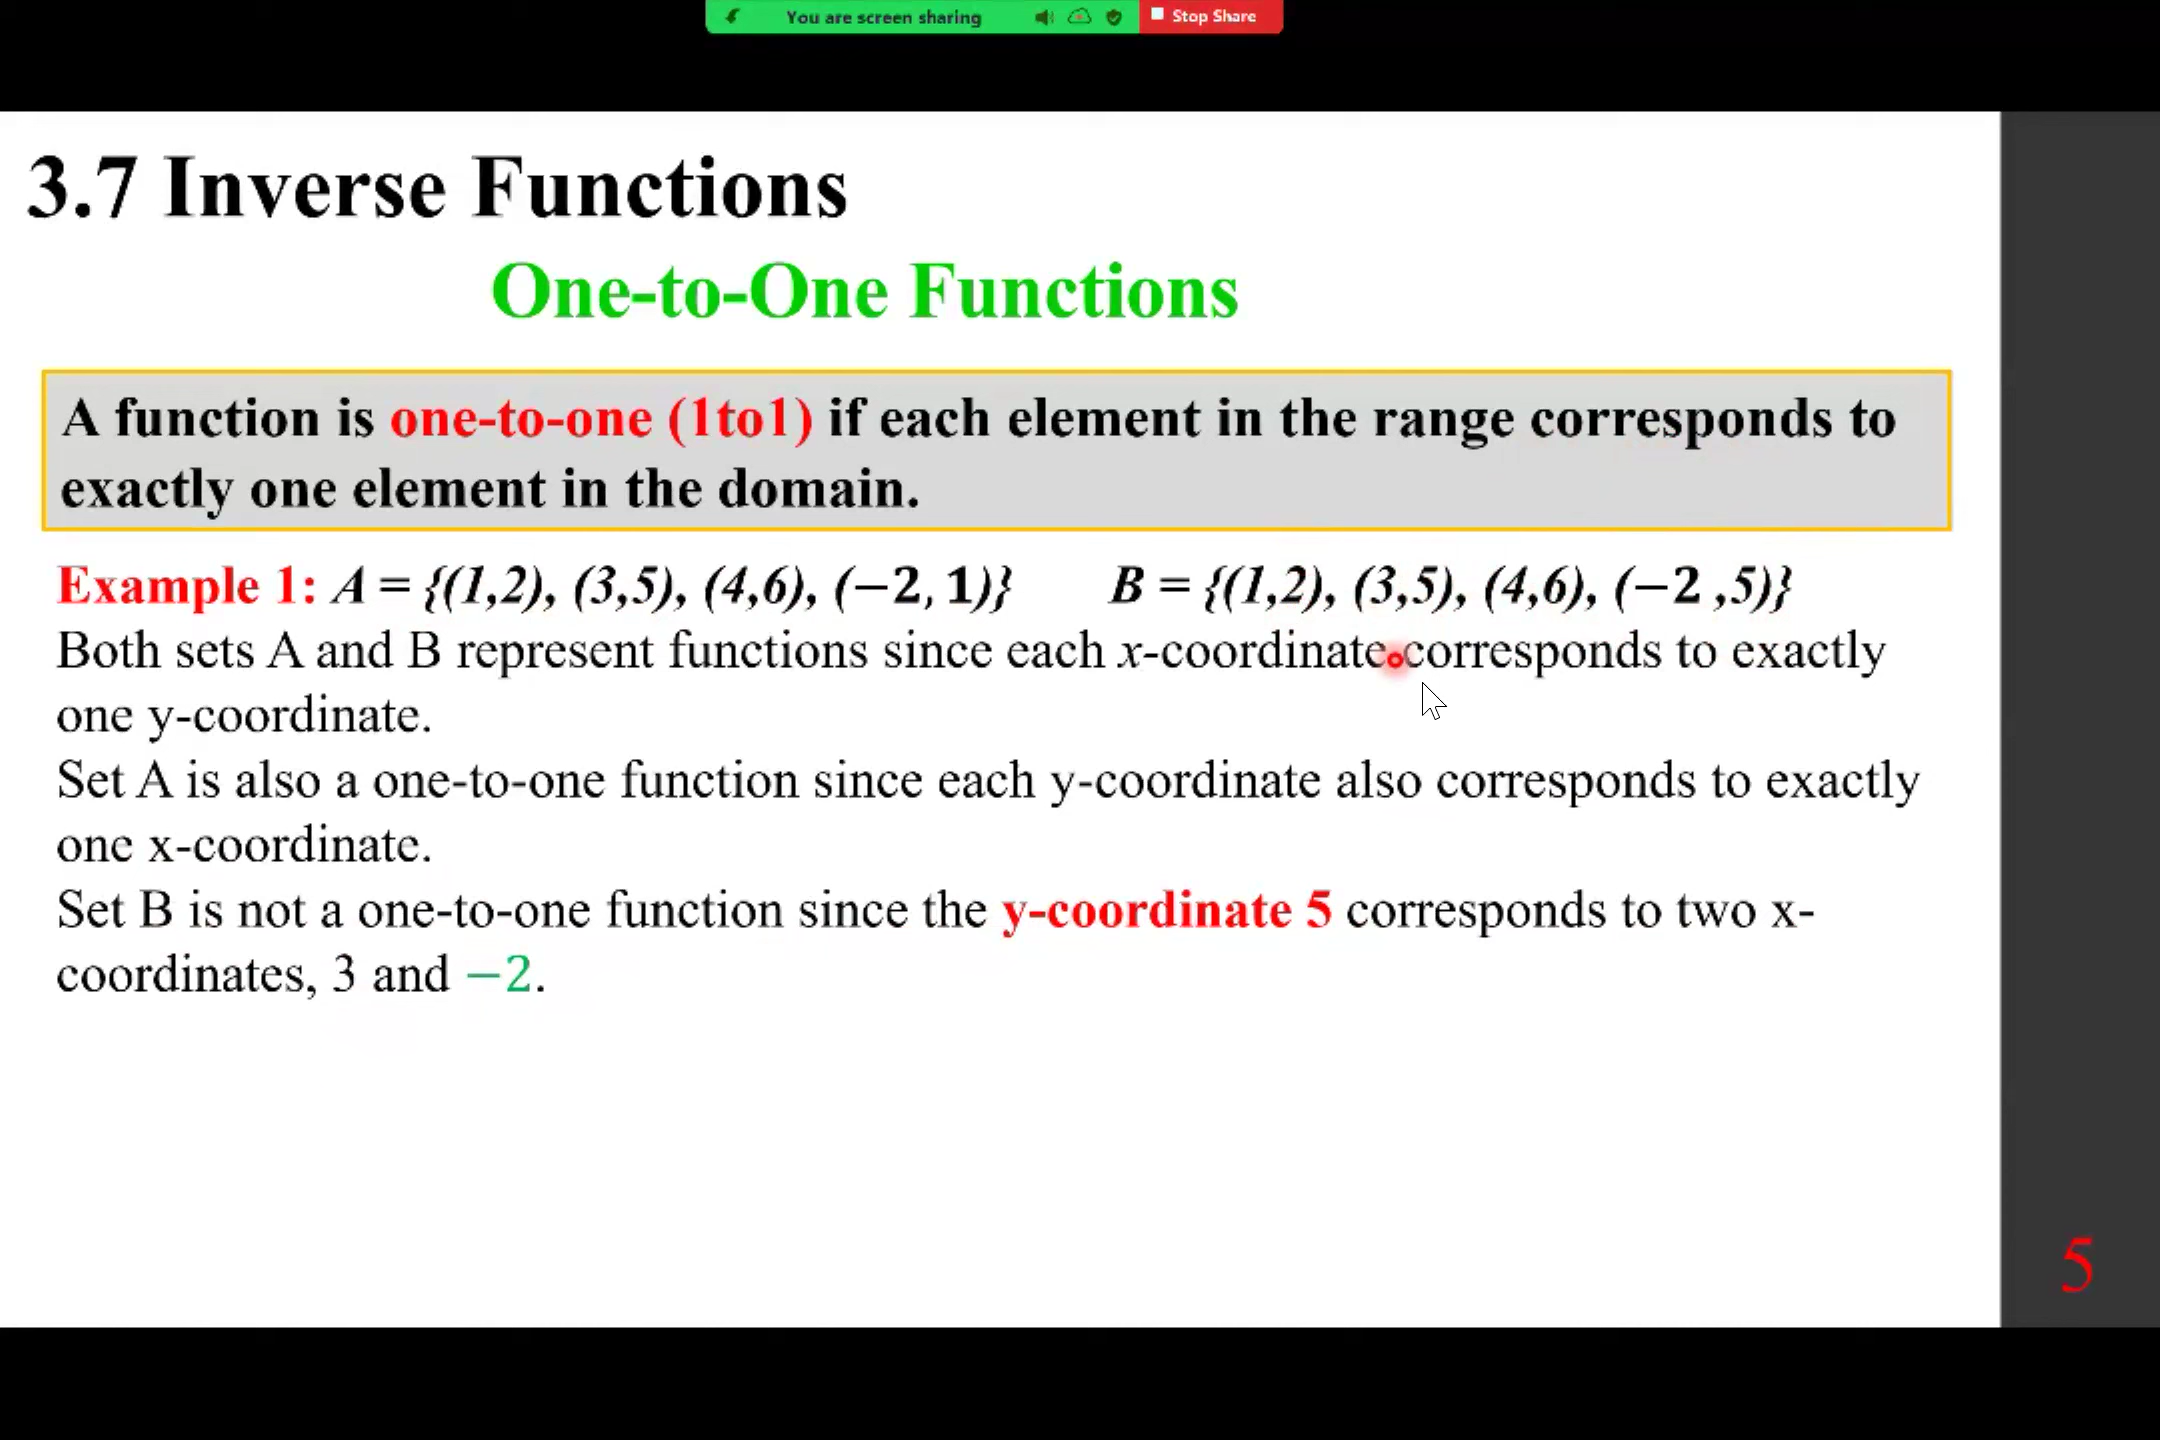 You are screen sharing
Stop Share
3.7 Inverse Functions
One-to-One Functions
A function is one-to-one (1to1) if each element in the range corresponds to
exactly one element in the domain.
Example 1: A = {(1,2), (3,5), (4,6), (−2, 1)} B = {(1,2), (3,5), (4,6), (−2 ,5)}
Both sets A and B represent functions since each x-coordinate corresponds to exactly
one y-coordinate.
Set A is also a one-to-one function since each y-coordinate also corresponds to exactly
one x-coordinate.
Set B is not a one-to-one function since the y-coordinate 5 corresponds to two x-
coordinates, 3 and −2.
5